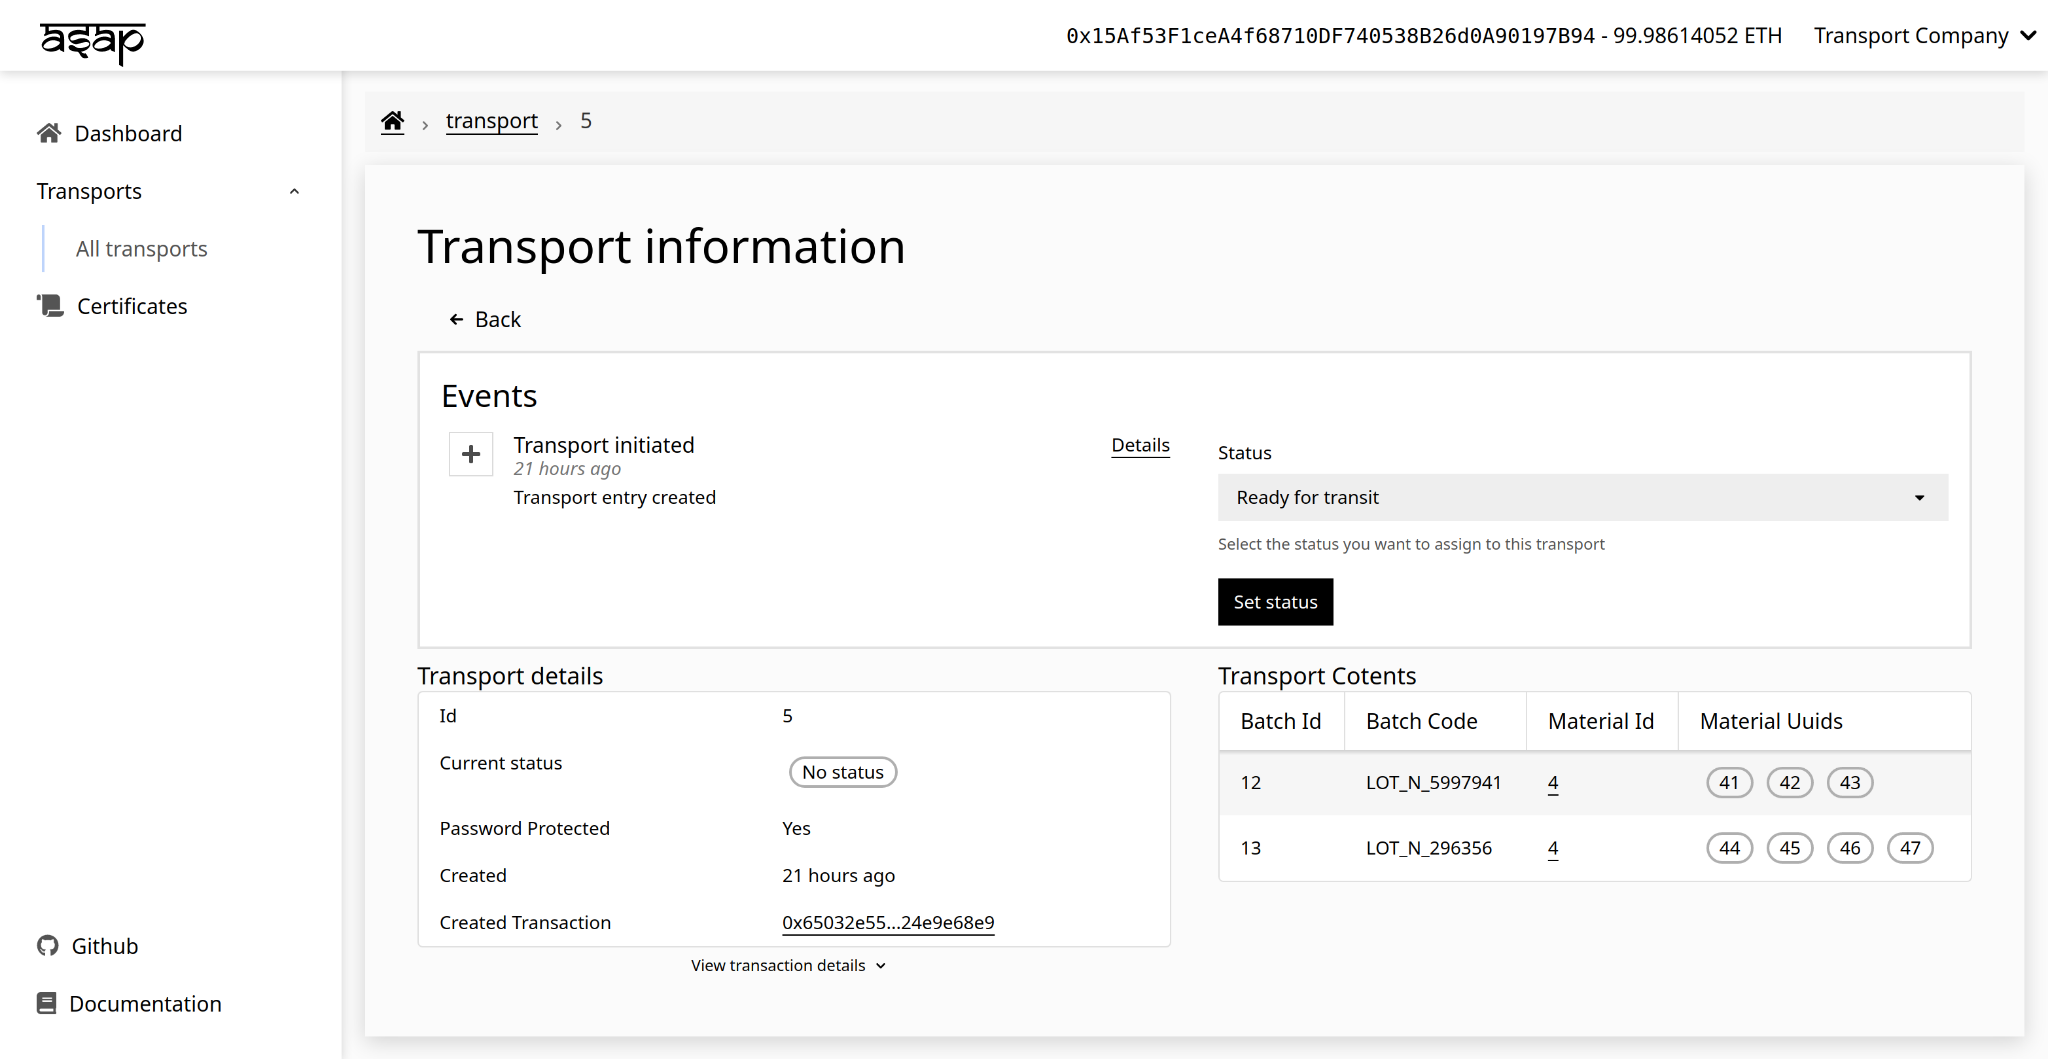 asap
0x15Af53F1ceA4f68710DF740538B26d0A90197B94 - 99.98614052 ETH
Transport Company
Dashboard
Transports
All transports
Certificates
Github
Documentation
› transport › 5
Transport information
Back
Events
Transport initiated
21 hours ago
Transport entry created
Details
Status
Ready for transit
Select the status you want to assign to this transport
Set status
Transport details
Id 5
Current status No status
Password Protected Yes
Created 21 hours ago
Created Transaction 0x65032e55...24e9e68e9
View transaction details
Transport Cotents
Batch Id Batch Code Material Id Material Uuids
12 LOT_N_5997941 4 41 42 43
13 LOT_N_296356 4 44 45 46 47